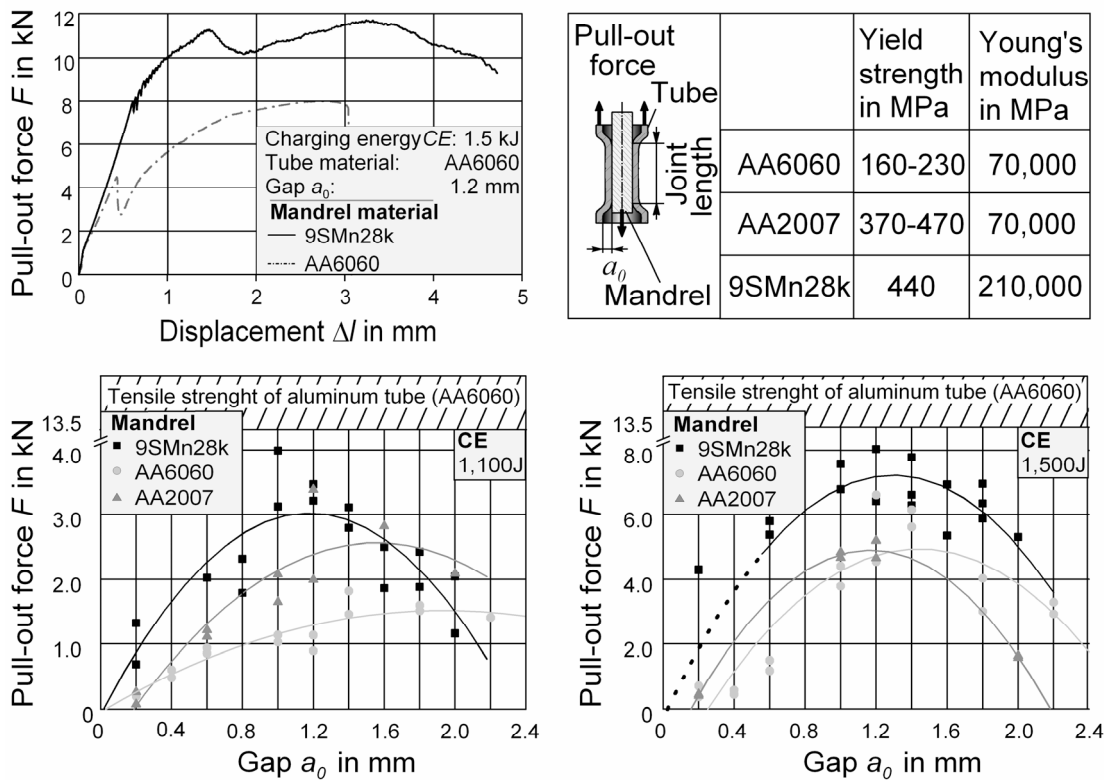 12
10
8
6
4
2
0
Pull-out force F in kN
0
1
2
3
4
5
Displacement Δl in mm
Charging energy CE: 1.5 kJ
Tube material: AA6060
Gap a0: 1.2 mm
Mandrel material
9SMn28k
AA6060
Pull-out
force
Tube
Joint
length
a0
Mandrel
Yield
strength
in MPa
Young's
modulus
in MPa
AA6060 160-230 70,000
AA2007 370-470 70,000
9SMn28k 440 210,000
Tensile strenght of aluminum tube (AA6060)
Mandrel
9SMn28k
AA6060
AA2007
CE
1,100J
13.5
4.0
3.0
2.0
1.0
0
Pull-out force F in kN
0 0.4 0.8 1.2 1.6 2.0 2.4
Gap a0 in mm
Tensile strenght of aluminum tube (AA6060)
Mandrel
9SMn28k
AA6060
AA2007
CE
1,500J
13.5
8.0
6.0
4.0
2.0
0
Pull-out force F in kN
0 0.4 0.8 1.2 1.6 2.0 2.4
Gap a0 in mm